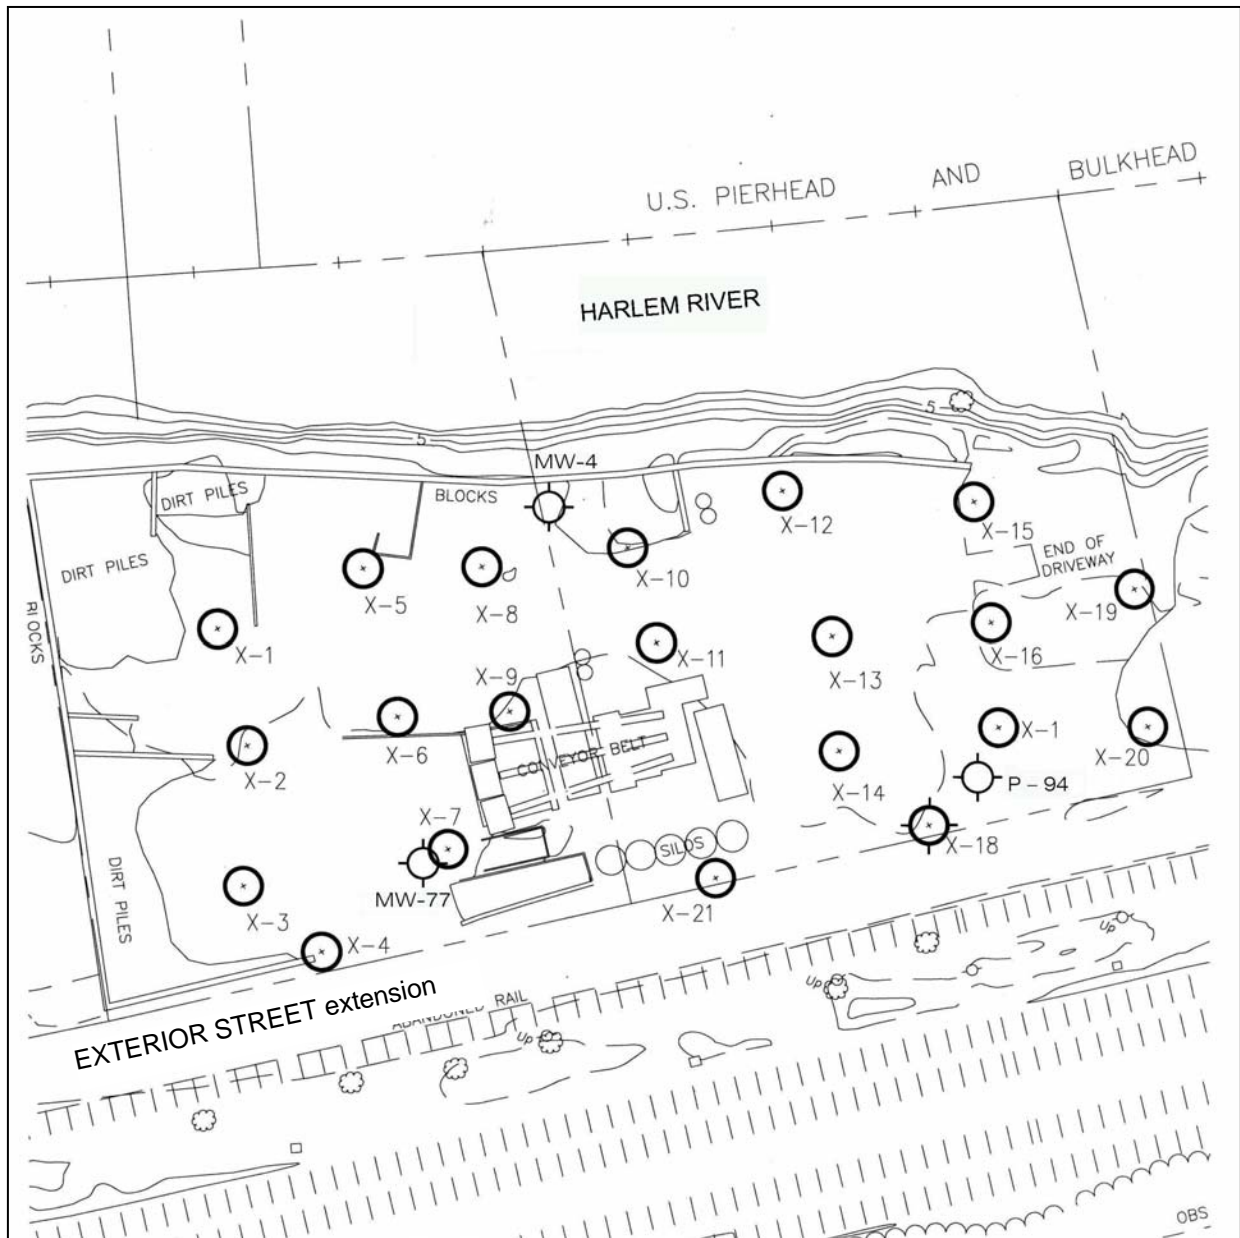 U.S. PIERHEAD AND BULKHEAD
HARLEM RIVER
5
5
MW-4
DIRT PILES
BLOCKS
X-12
X-15
X-10
END OF
DRIVEWAY
DIRT PILES
X-5
X-8
X-19
BLOCKS
X-1
X-11
X-16
X-13
X-9
X-6
X-1
X-20
X-2
CONVEYOR BELT
P-94
X-14
X-7
X-18
SILOS
DIRT PILES
MW-77
X-3
X-21
X-4
Up
Up
EXTERIOR STREET extension
ABANDONED RAIL
Up
OBS